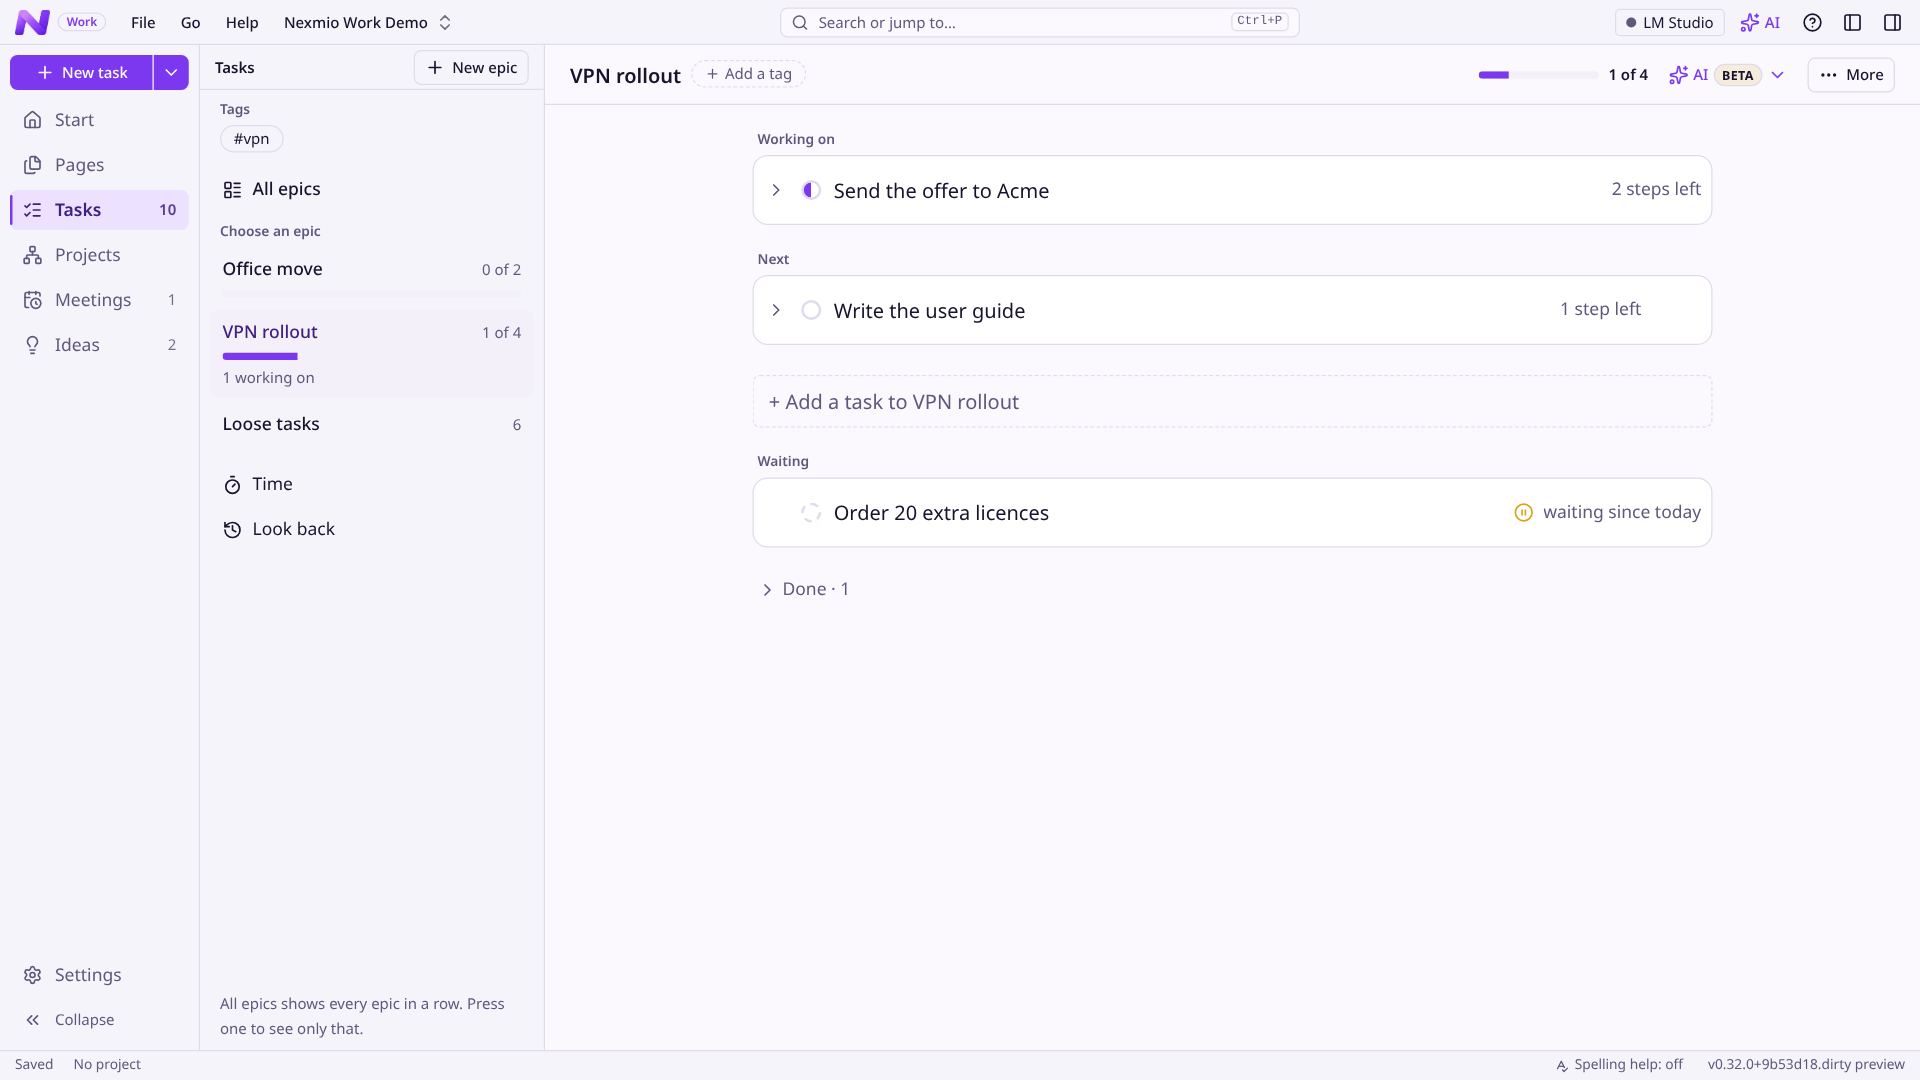 Work File Go Help Nexmio Work Demo Search or jump to... Ctrl+P LM Studio AI
New task
Start
Pages
Tasks 10
Projects
Meetings 1
Ideas 2
Settings
Collapse
Tasks New epic
Tags
#vpn
All epics
Choose an epic
Office move 0 of 2
VPN rollout 1 of 4
1 working on
Loose tasks 6
Time
Look back
All epics shows every epic in a row. Press
one to see only that.
VPN rollout + Add a tag 1 of 4 AI BETA ••• More
Working on
Send the offer to Acme 2 steps left
Next
Write the user guide 1 step left
+ Add a task to VPN rollout
Waiting
Order 20 extra licences waiting since today
Done · 1
Saved No project Spelling help: off v0.32.0+9b53d18.dirty preview